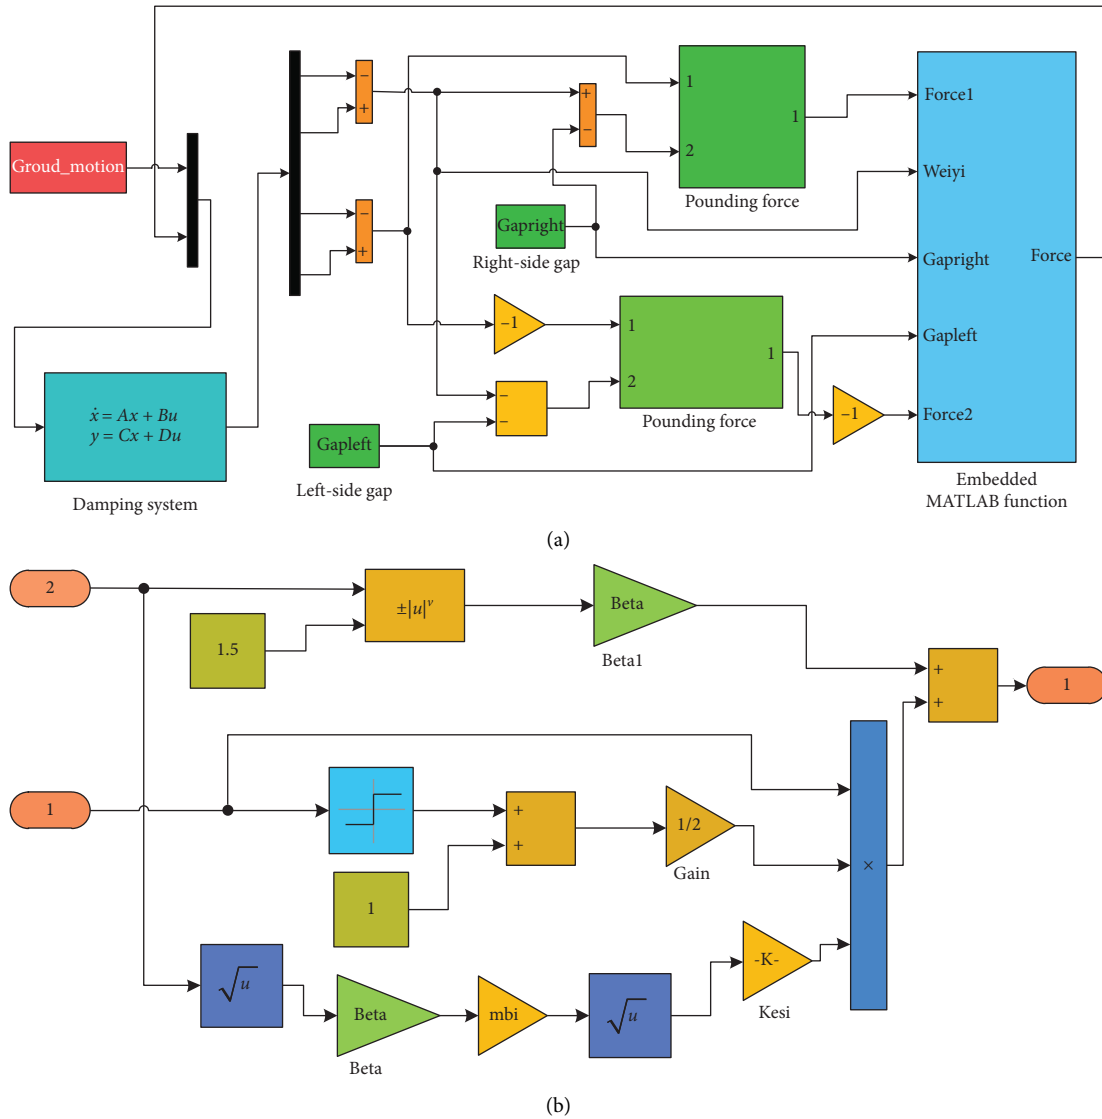 Groud_motion
−
+
−
+
+
−
1
2
1
Pounding force
Gapright
Right-side gap
Force1
Weiyi
Gapright
Gapleft
Force2
Force
Embedded
MATLAB function
−1
1
2
1
Pounding force
−
−
−1
Gapleft
Left-side gap
ẋ = Ax + Bu
y = Cx + Du
Damping system
(a)
2
1.5
±|u|ᵛ
Beta
Beta1
+
+
1
1
+
+
1
1/2
Gain
×
√u
Beta
Beta
mbi
√u
-K-
Kesi
(b)